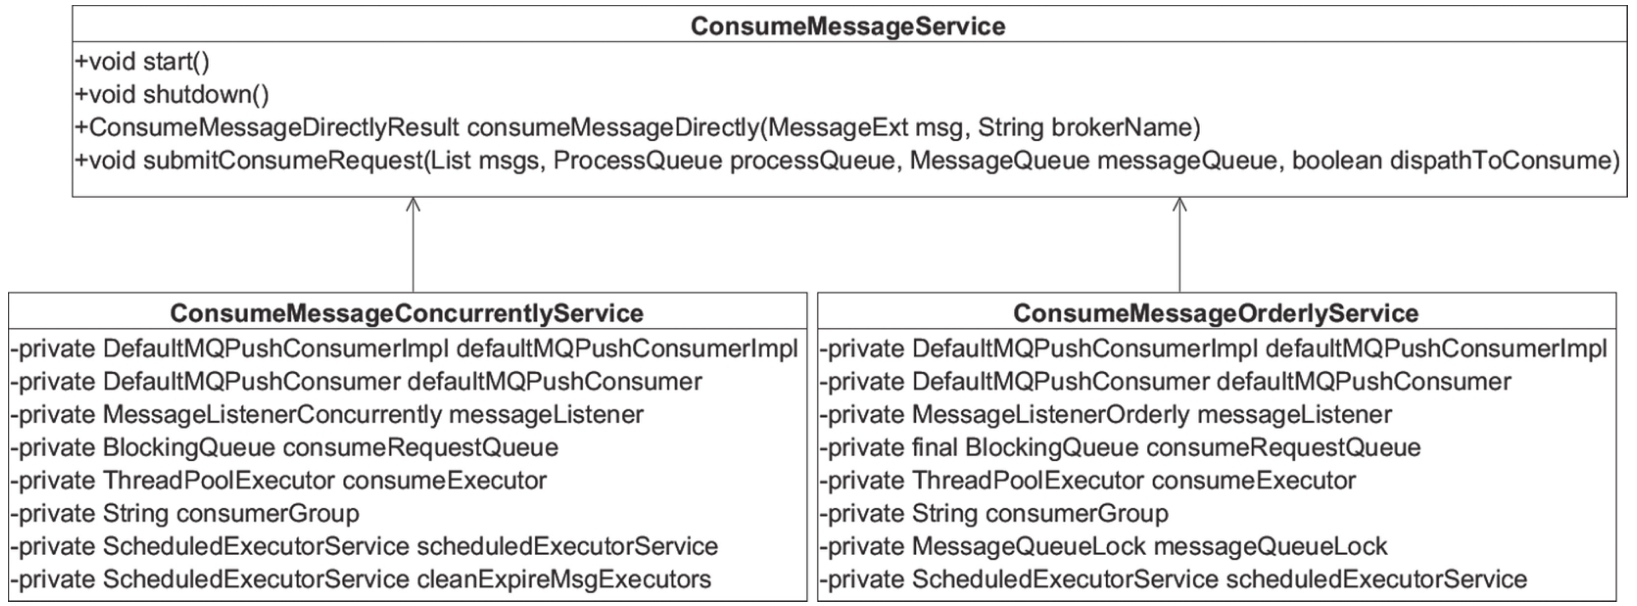 ConsumeMessageService
+void start()
+void shutdown()
+ConsumeMessageDirectlyResult consumeMessageDirectly(MessageExt msg, String brokerName)
+void submitConsumeRequest(List msgs, ProcessQueue processQueue, MessageQueue messageQueue, boolean dispathToConsume)
ConsumeMessageConcurrentlyService
-private DefaultMQPushConsumerImpl defaultMQPushConsumerImpl
-private DefaultMQPushConsumer defaultMQPushConsumer
-private MessageListenerConcurrently messageListener
-private BlockingQueue consumeRequestQueue
-private ThreadPoolExecutor consumeExecutor
-private String consumerGroup
-private ScheduledExecutorService scheduledExecutorService
-private ScheduledExecutorService cleanExpireMsgExecutors
ConsumeMessageOrderlyService
-private DefaultMQPushConsumerImpl defaultMQPushConsumerImpl
-private DefaultMQPushConsumer defaultMQPushConsumer
-private MessageListenerOrderly messageListener
-private final BlockingQueue consumeRequestQueue
-private ThreadPoolExecutor consumeExecutor
-private String consumerGroup
-private MessageQueueLock messageQueueLock
-private ScheduledExecutorService scheduledExecutorService